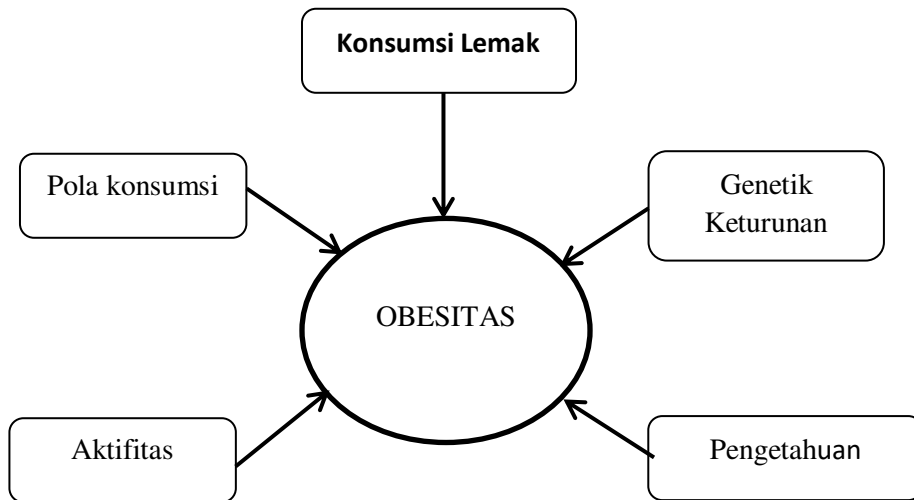 Konsumsi Lemak
Pola konsumsi
Genetik
Keturunan
OBESITAS
Aktifitas
Pengetahuan